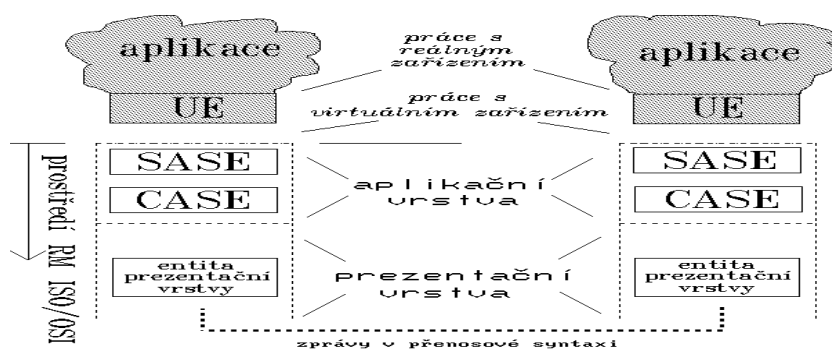 aplikace
UE
SASE
CASE
entita
prezentační
vrstvy
prostředí RM ISO/OSI
práce s
reálným
zařízením
práce s
virtuálním zařízením
aplikační
vrstva
prezentační
vrstva
zprávy v přenosové syntaxi
aplikace
UE
SASE
CASE
entita
prezentační
vrstvy